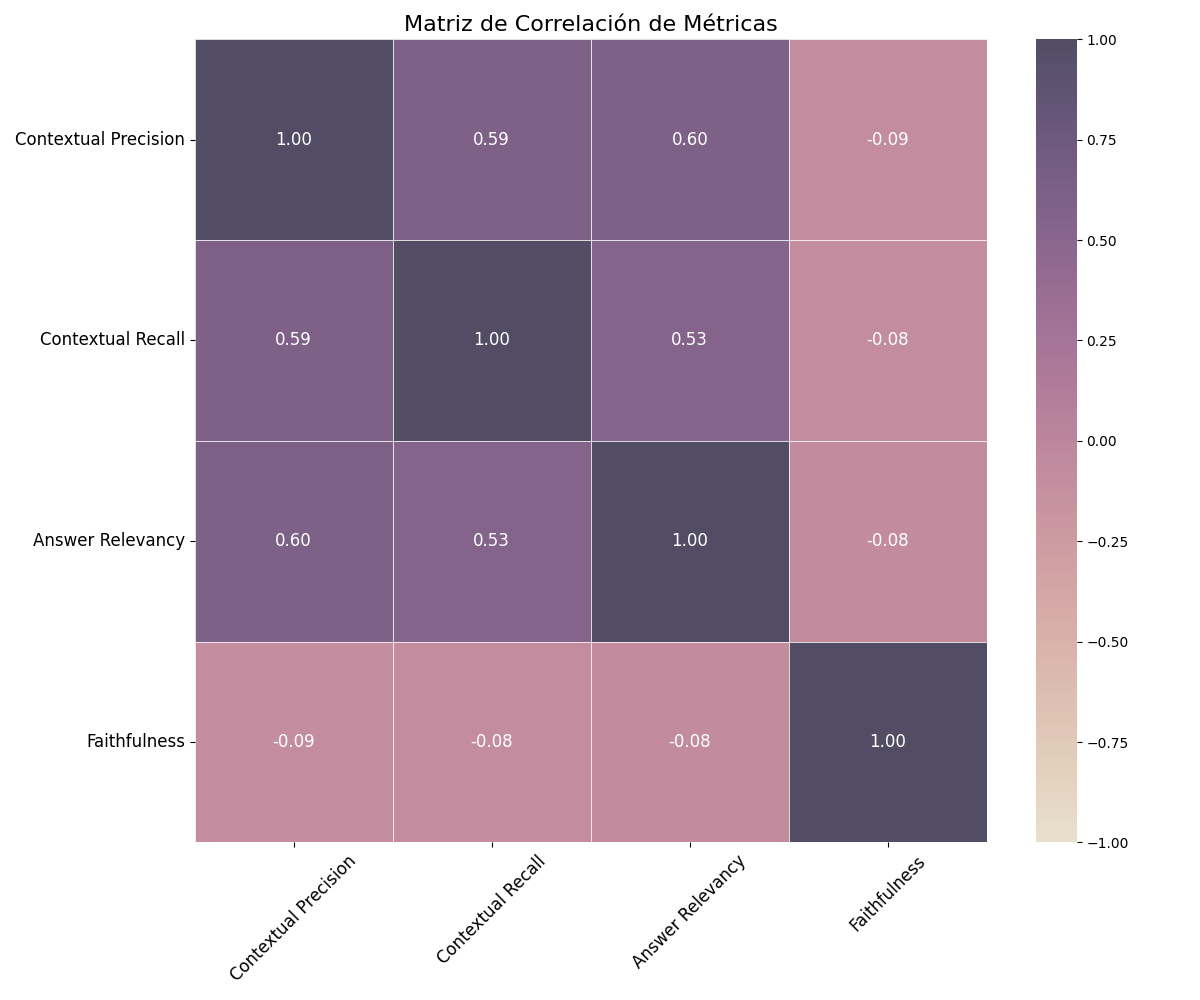 Matriz de Correlación de Métricas
Contextual Precision
1.00
0.59
0.60
-0.09
Contextual Recall
0.59
1.00
0.53
-0.08
Answer Relevancy
0.60
0.53
1.00
-0.08
Faithfulness
-0.09
-0.08
-0.08
1.00
Contextual Precision
Contextual Recall
Answer Relevancy
Faithfulness
1.00
0.75
0.50
0.25
0.00
−0.25
−0.50
−0.75
−1.00